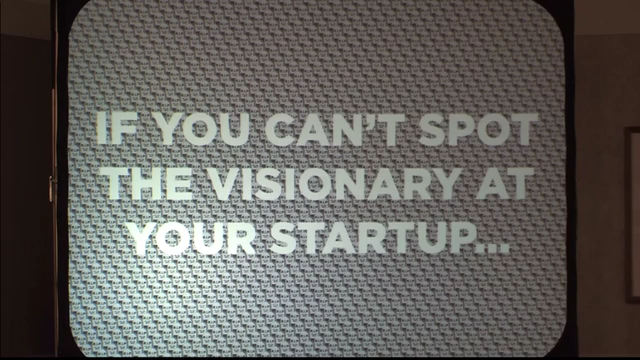 IF YOU CAN'T SPOT
THE VISIONARY AT
YOUR STARTUP...